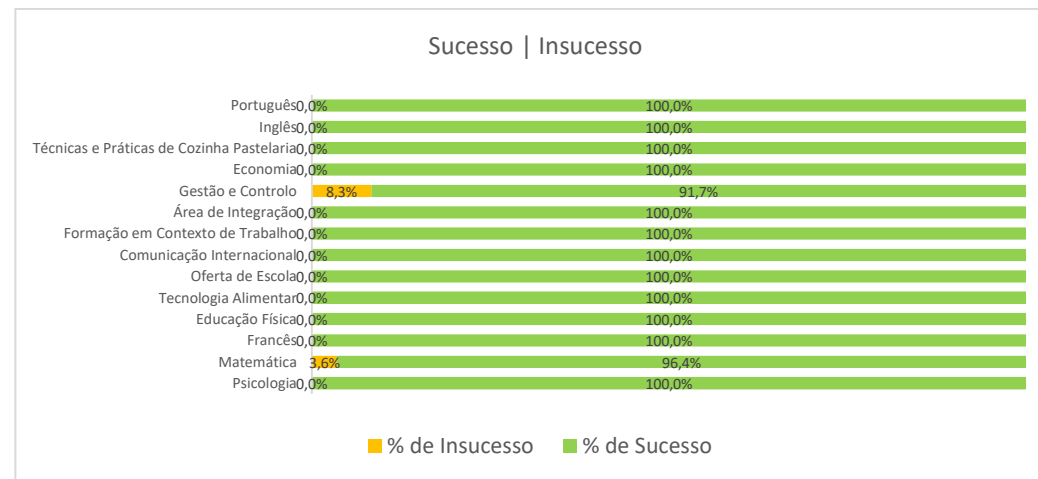 Sucesso | Insucesso
Português 0,0% 100,0%
Inglês 0,0% 100,0%
Técnicas e Práticas de Cozinha Pastelaria 0,0% 100,0%
Economia 0,0% 100,0%
Gestão e Controlo 8,3% 91,7%
Área de Integração 0,0% 100,0%
Formação em Contexto de Trabalho 0,0% 100,0%
Comunicação Internacional 0,0% 100,0%
Oferta de Escola 0,0% 100,0%
Tecnologia Alimentar 0,0% 100,0%
Educação Física 0,0% 100,0%
Francês 0,0% 100,0%
Matemática 3,6% 96,4%
Psicologia 0,0% 100,0%
% de Insucesso % de Sucesso